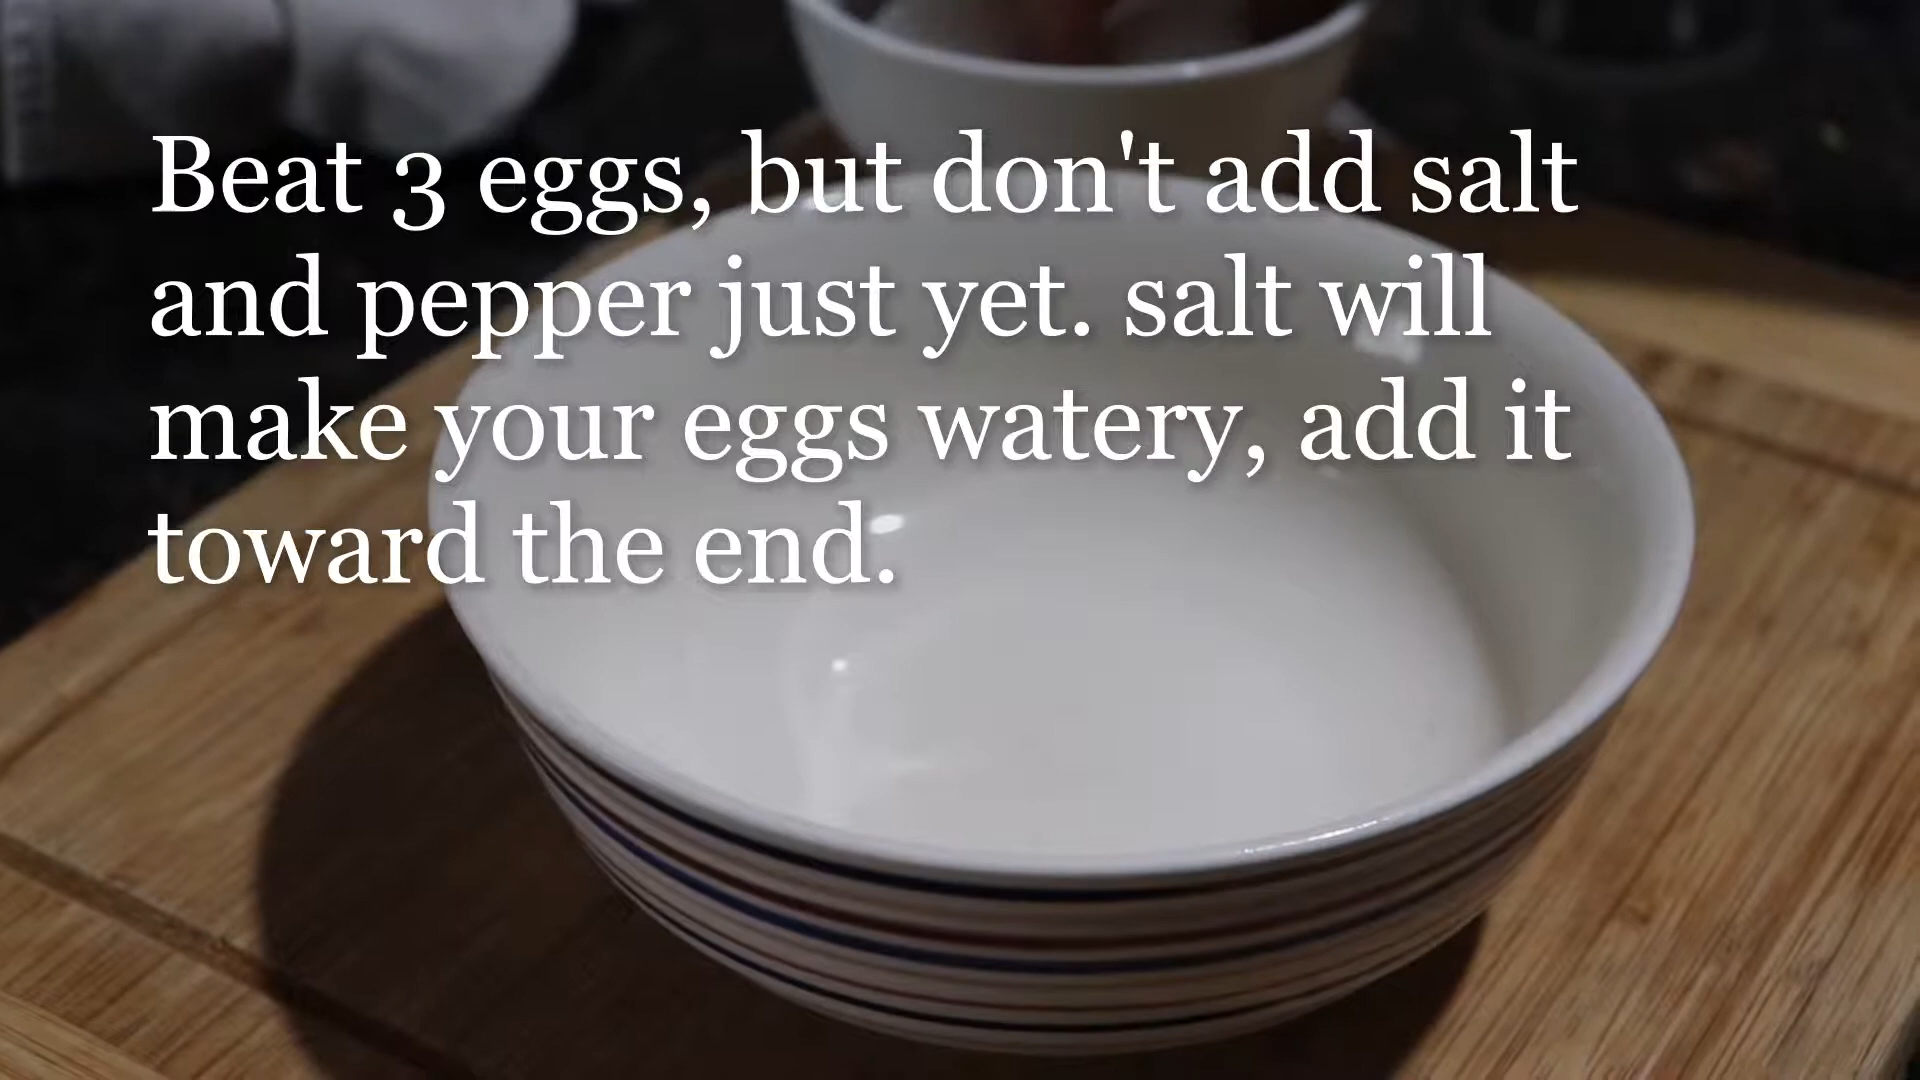 Beat 3 eggs, but don't add salt
and pepper just yet. salt will
make your eggs watery, add it
toward the end.